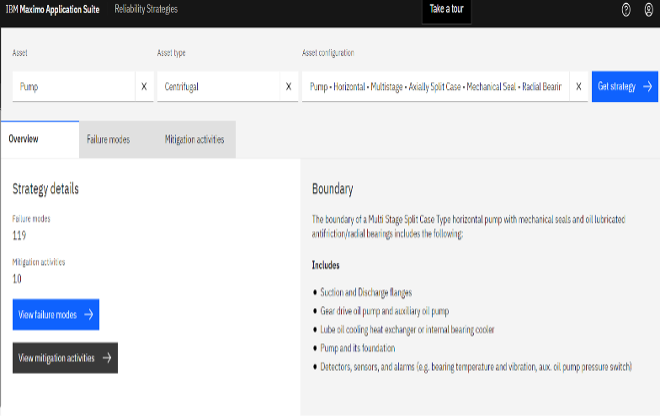 IBM Maximo Application Suite Reliability Strategies Take a tour
Asset Asset type Asset configuration
Pump X Centrifugal X Pump • Horizontal • Multistage • Axially Split Case • Mechanical Seal • Radial Bearin X Get strategy →
Overview Failure modes Mitigation activities
Strategy details
Failure modes
119
Mitigation activities
10
View failure modes →
View mitigation activities →
Boundary
The boundary of a Multi Stage Split Case Type horizontal pump with mechanical seals and oil lubricated
antifriction/radial bearings includes the following:
Includes
• Suction and Discharge flanges
• Gear drive oil pump and auxiliary oil pump
• Lube oil cooling heat exchanger or internal bearing cooler
• Pump and its foundation
• Detectors, sensors, and alarms (e.g. bearing temperature and vibration, aux. oil pump pressure switch)